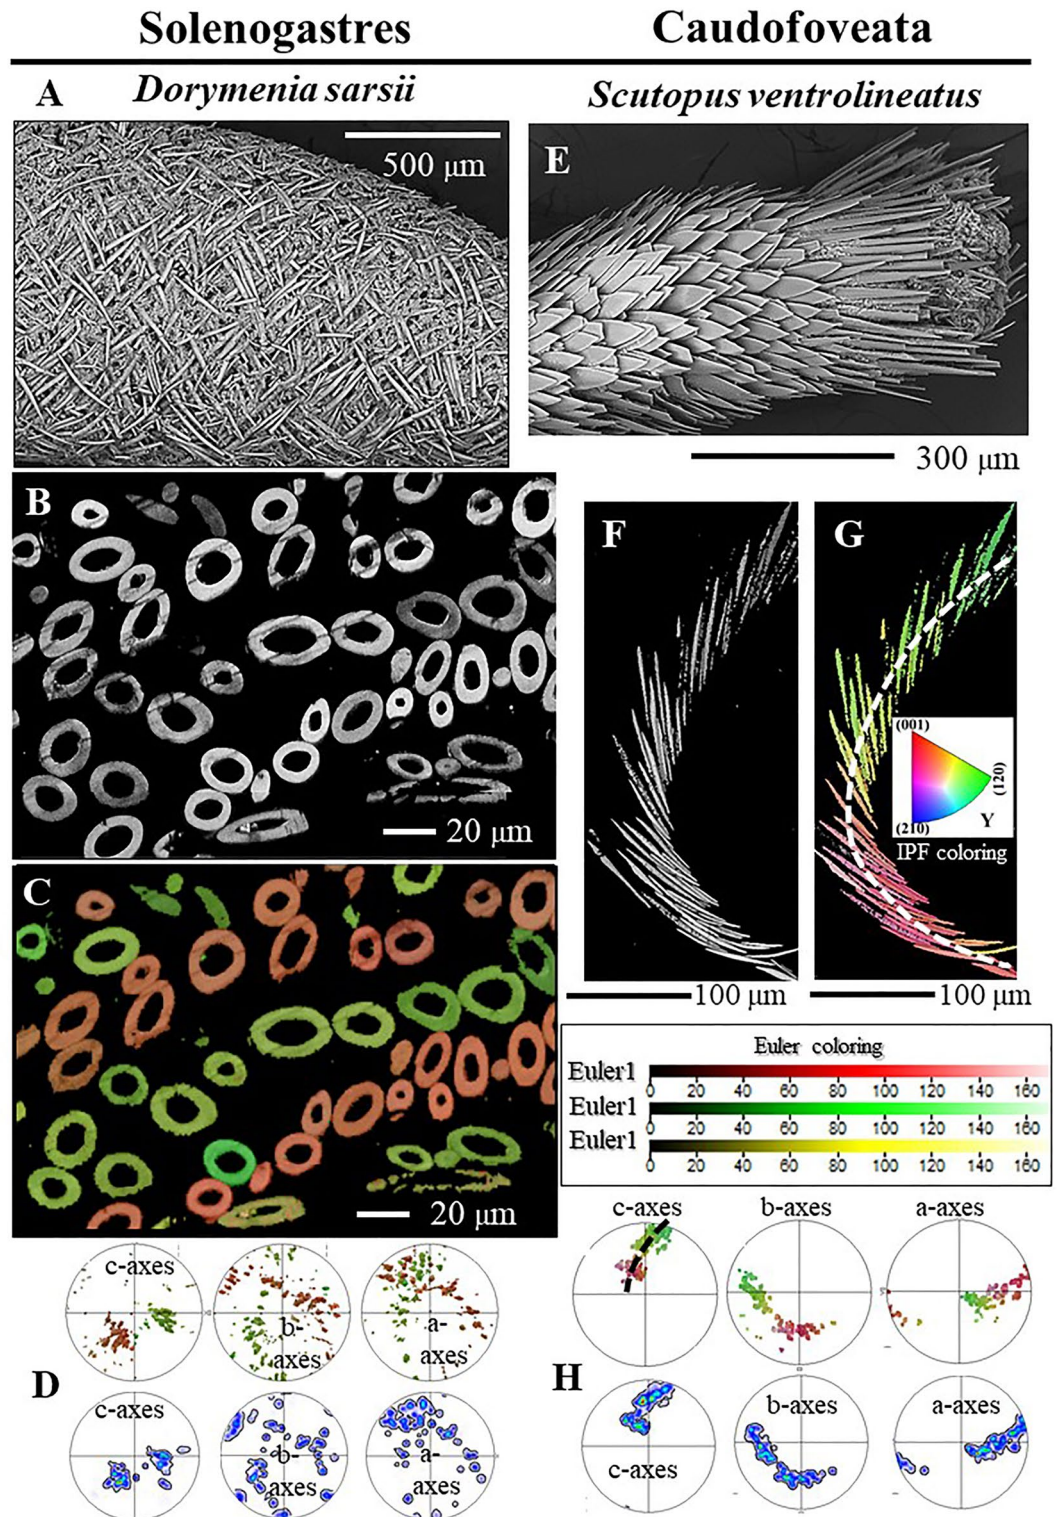 Solenogastres
Caudofoveata
A
Dorymenia sarsii
Scutopus ventrolineatus
500 μm
E
300 μm
B
20 μm
F
G
(001)
(120)
(210)
Y
IPF coloring
100 μm
100 μm
C
20 μm
Euler coloring
Euler1
0 20 40 60 80 100 120 140 160
Euler1
0 20 40 60 80 100 120 140 160
Euler1
0 20 40 60 80 100 120 140 160
c-axes
b-axes
a-axes
c-axes
b-
axes
a-
axes
D
c-axes
b-
axes
a-
axes
H
c-axes
b-axes
a-axes